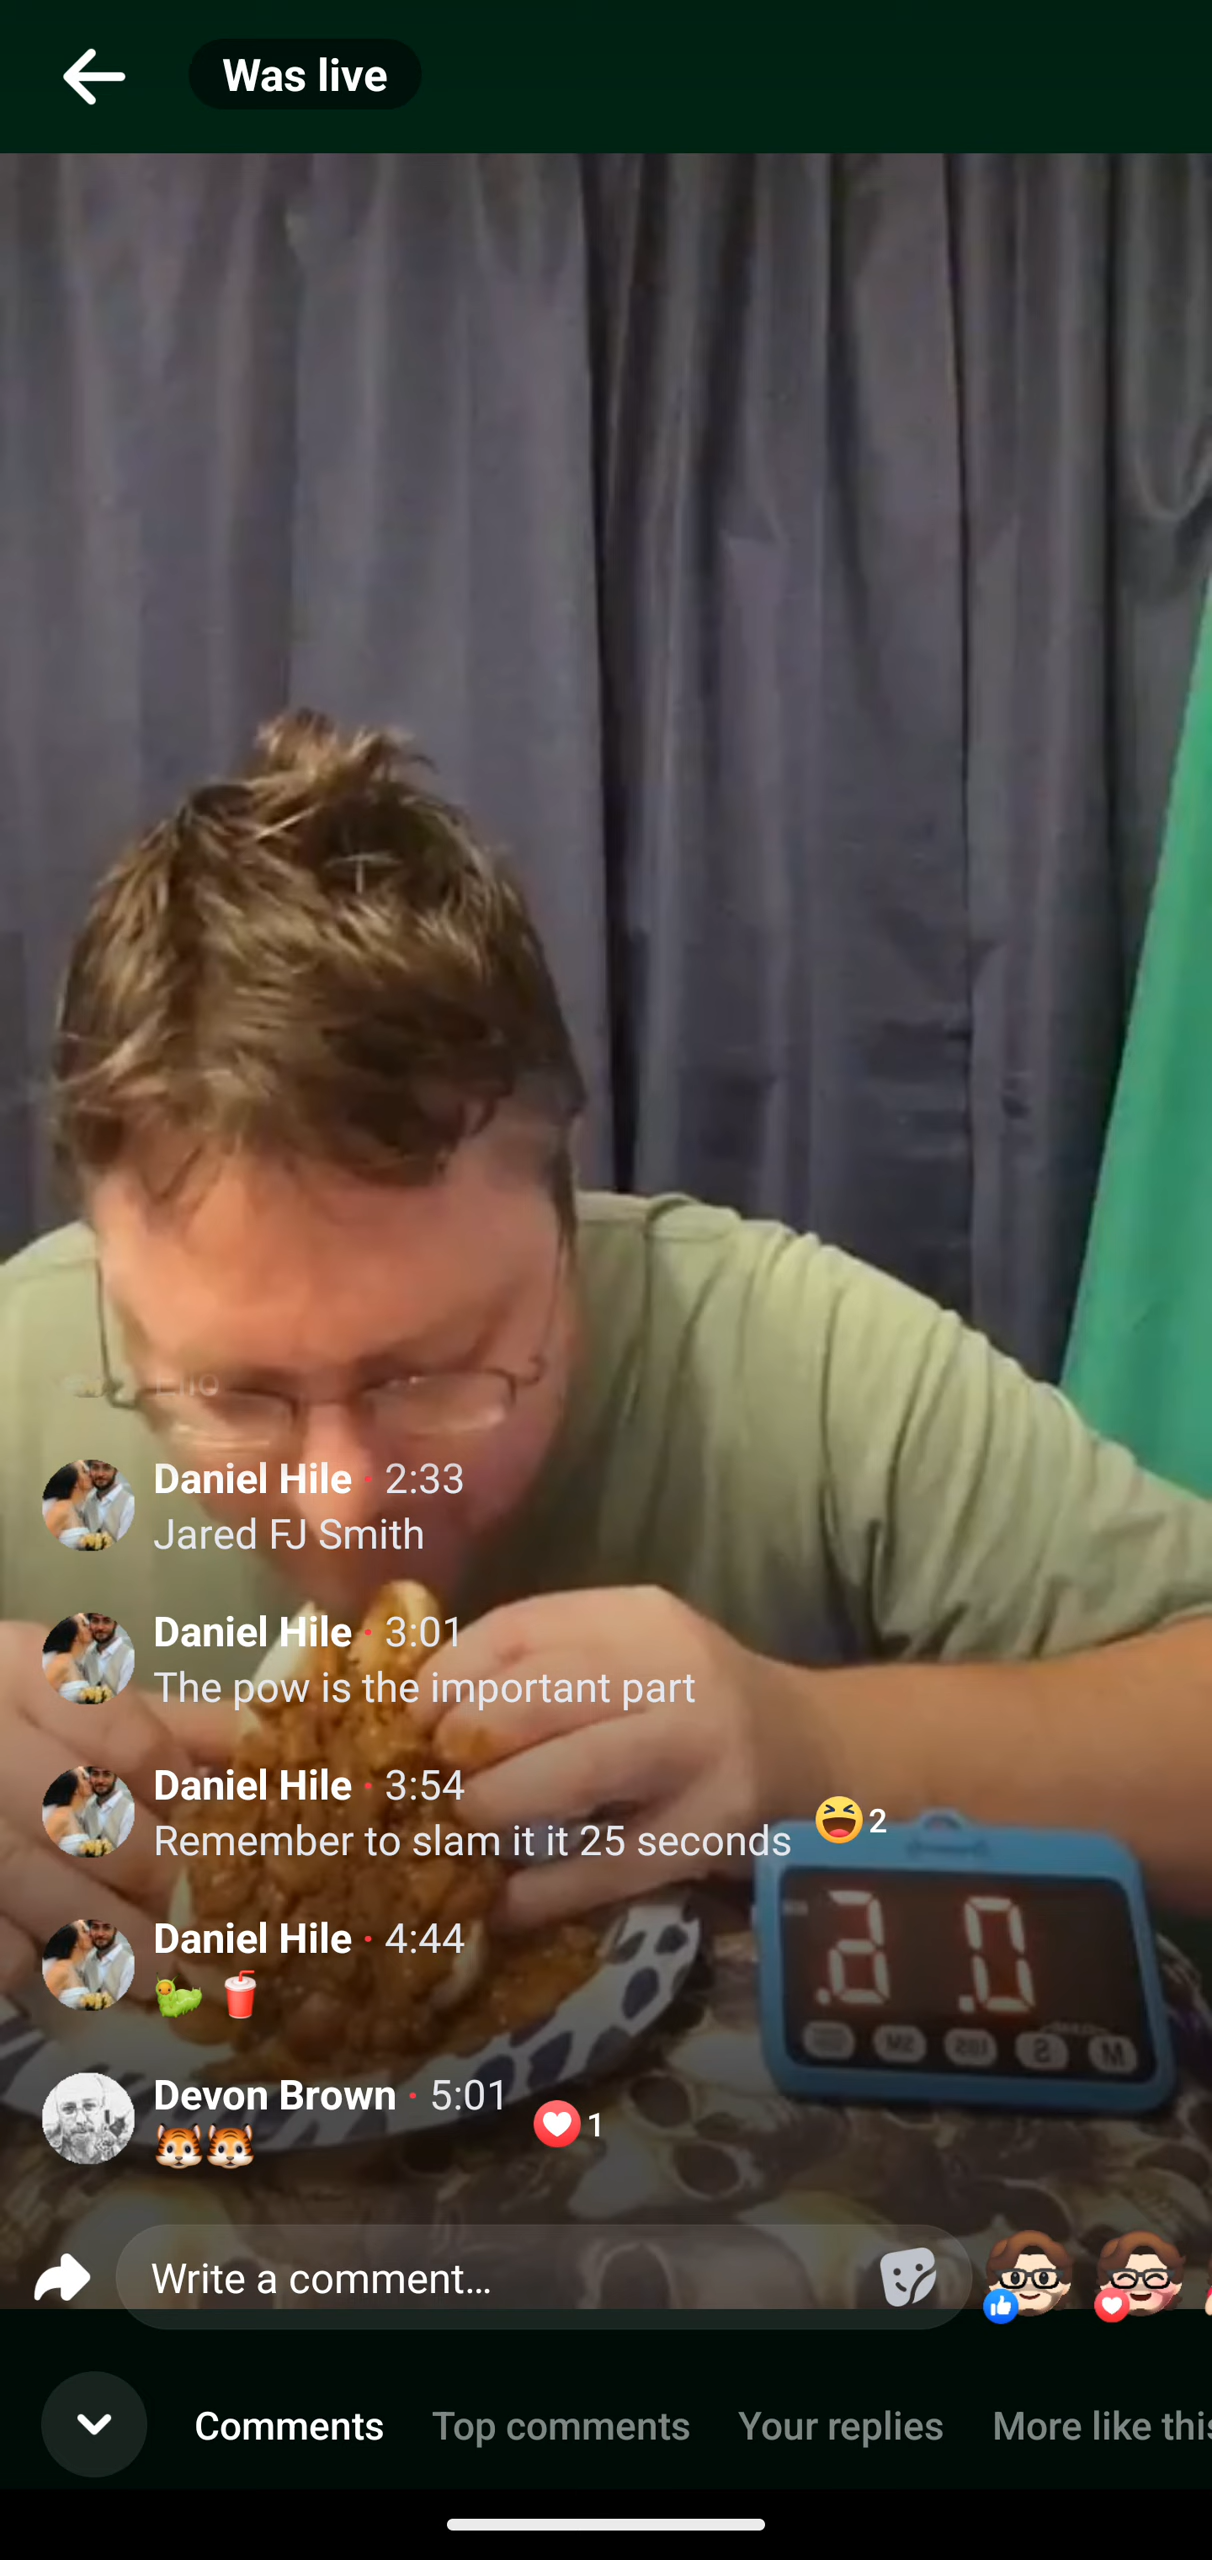 Was live
Ello
Daniel Hile · 2:33
Jared FJ Smith
Daniel Hile · 3:01
The pow is the important part
Daniel Hile · 3:54
Remember to slam it it 25 seconds
2
Daniel Hile · 4:44
Devon Brown · 5:01
1
Write a comment...
Comments Top comments Your replies More like this